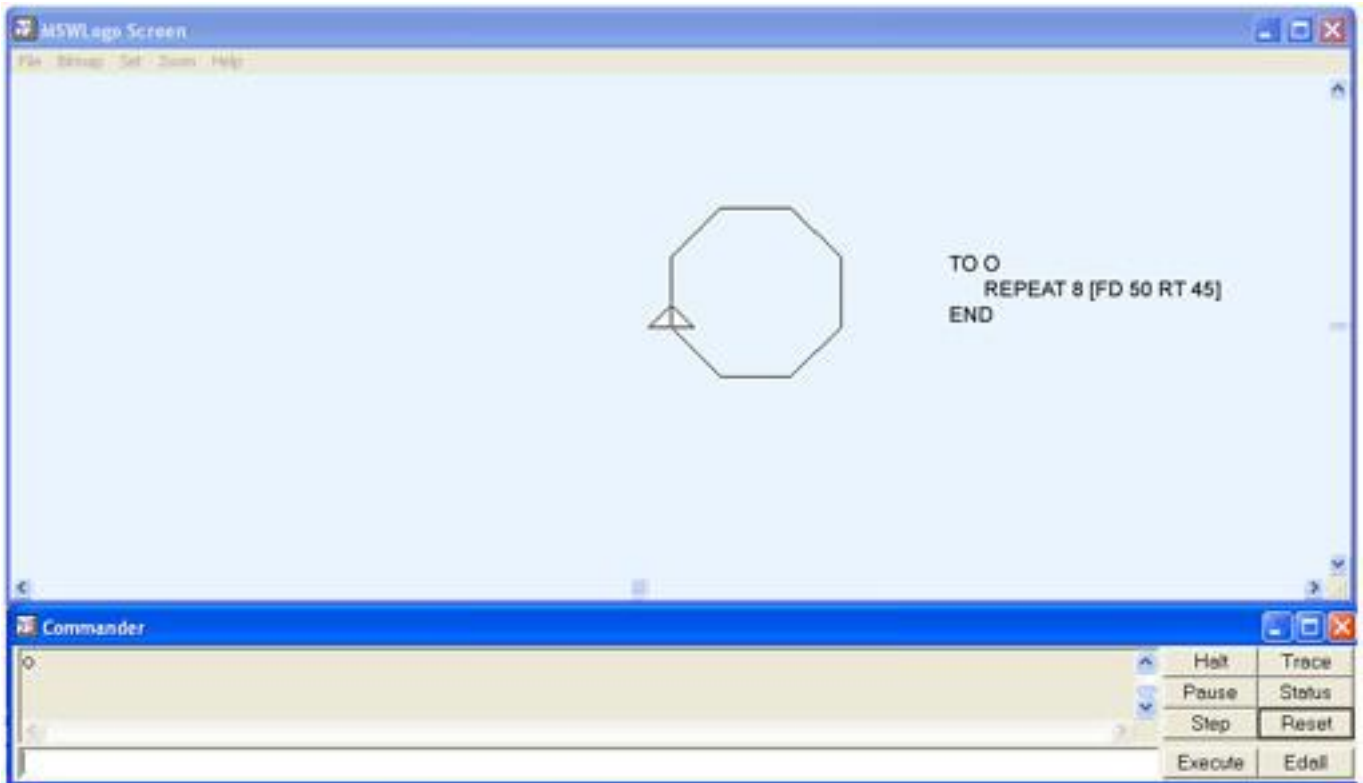 MSWLogo Screen
File Bitmap Set Zoom Help
TO O
REPEAT 8 [FD 50 RT 45]
END
Commander
o
Halt Trace
Pause Status
Step Reset
Execute Edall